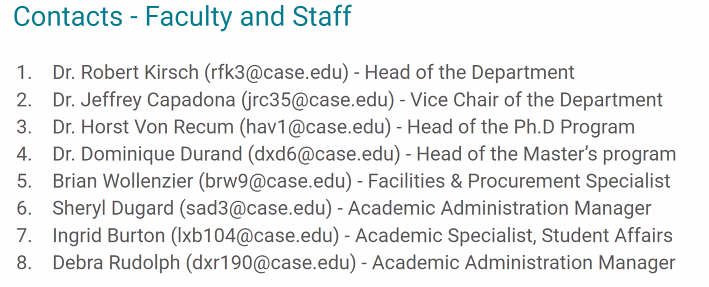 Contacts - Faculty and Staff
1. Dr. Robert Kirsch (rfk3@case.edu) - Head of the Department
2. Dr. Jeffrey Capadona (jrc35@case.edu) - Vice Chair of the Department
3. Dr. Horst Von Recum (hav1@case.edu) - Head of the Ph.D Program
4. Dr. Dominique Durand (dxd6@case.edu) - Head of the Master’s program
5. Brian Wollenzier (brw9@case.edu) - Facilities & Procurement Specialist
6. Sheryl Dugard (sad3@case.edu) - Academic Administration Manager
7. Ingrid Burton (lxb104@case.edu) - Academic Specialist, Student Affairs
8. Debra Rudolph (dxr190@case.edu) - Academic Administration Manager